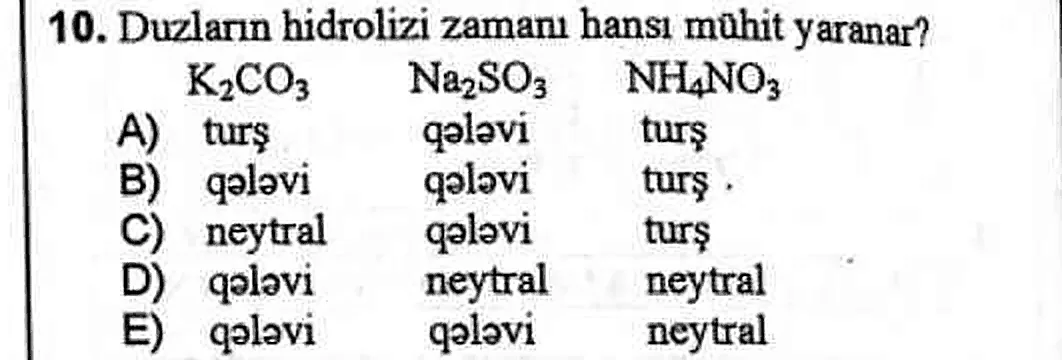 10. Duzların hidrolizi zamanı hansı mühit yaranar?
K₂CO₃ Na₂SO₃ NH₄NO₃
A) turş qələvi turş
B) qələvi qələvi turş .
C) neytral qələvi turş
D) qələvi neytral neytral
E) qələvi qələvi neytral